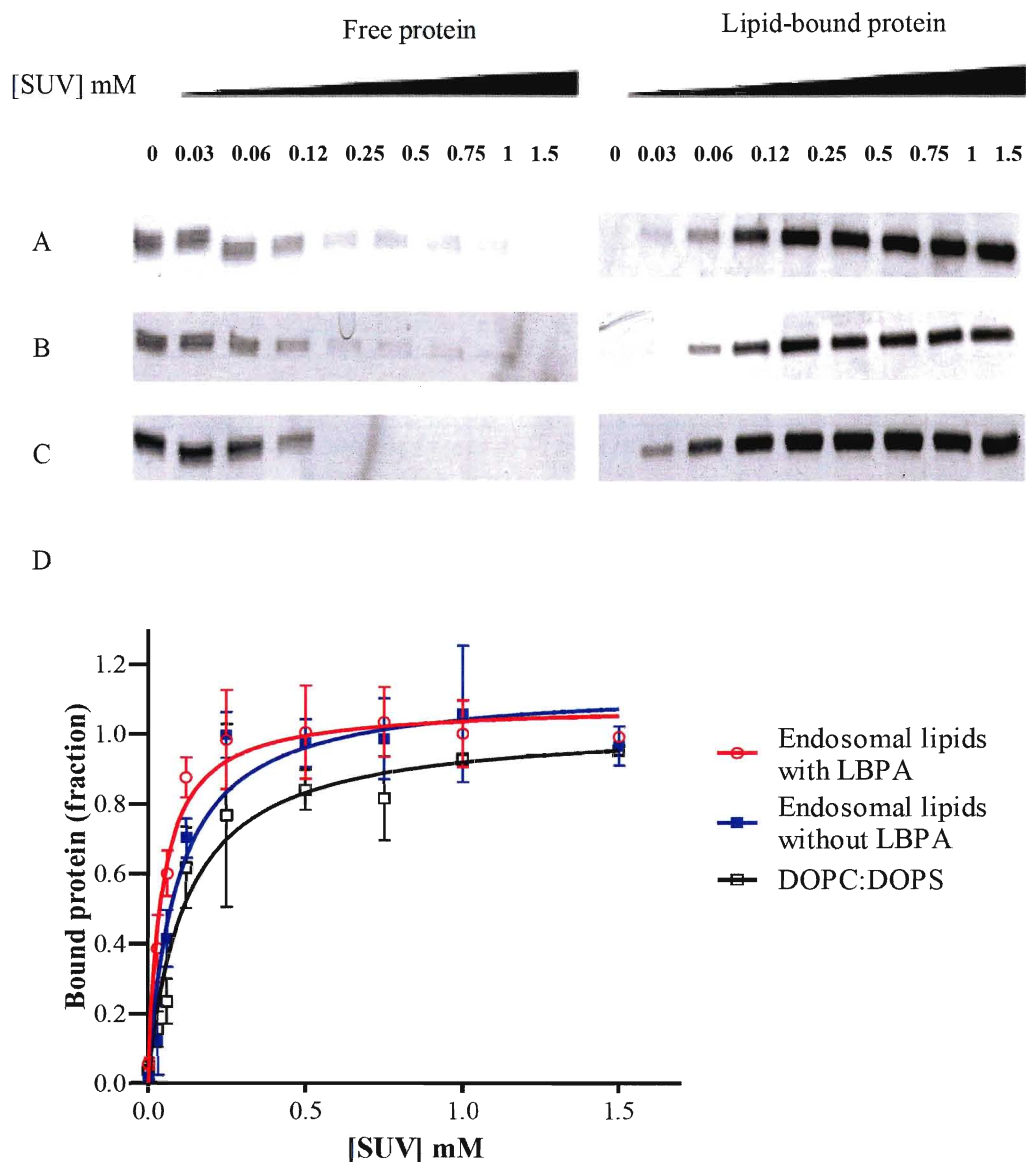 Free protein
Lipid-bound protein
[SUV] mM
0 0.03 0.06 0.12 0.25 0.5 0.75 1 1.5
0 0.03 0.06 0.12 0.25 0.5 0.75 1 1.5
A
B
C
D
Bound protein (fraction)
1.2
1.0
0.8
0.6
0.4
0.2
0.0
0.0 0.5 1.0 1.5
[SUV] mM
Endosomal lipids
with LBPA
Endosomal lipids
without LBPA
DOPC:DOPS